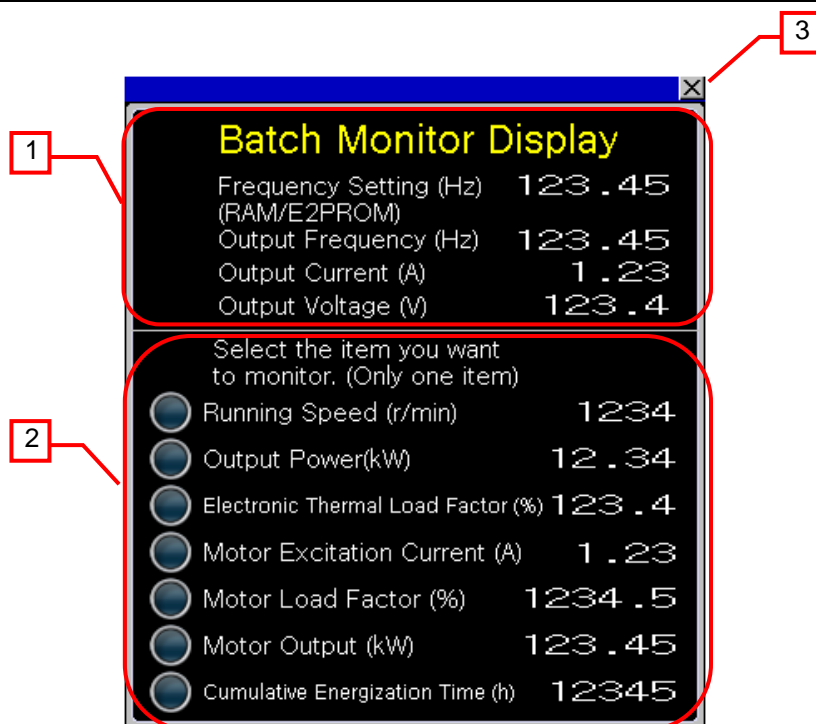 3
1
Batch Monitor Display
Frequency Setting (Hz) 123.45
(RAM/E2PROM)
Output Frequency (Hz) 123.45
Output Current (A) 1.23
Output Voltage (V) 123.4
Select the item you want
to monitor. (Only one item)
Running Speed (r/min) 1234
2
Output Power(kW) 12.34
Electronic Thermal Load Factor (%) 123.4
Motor Excitation Current (A) 1.23
Motor Load Factor (%) 1234.5
Motor Output (kW) 123.45
Cumulative Energization Time (h) 12345